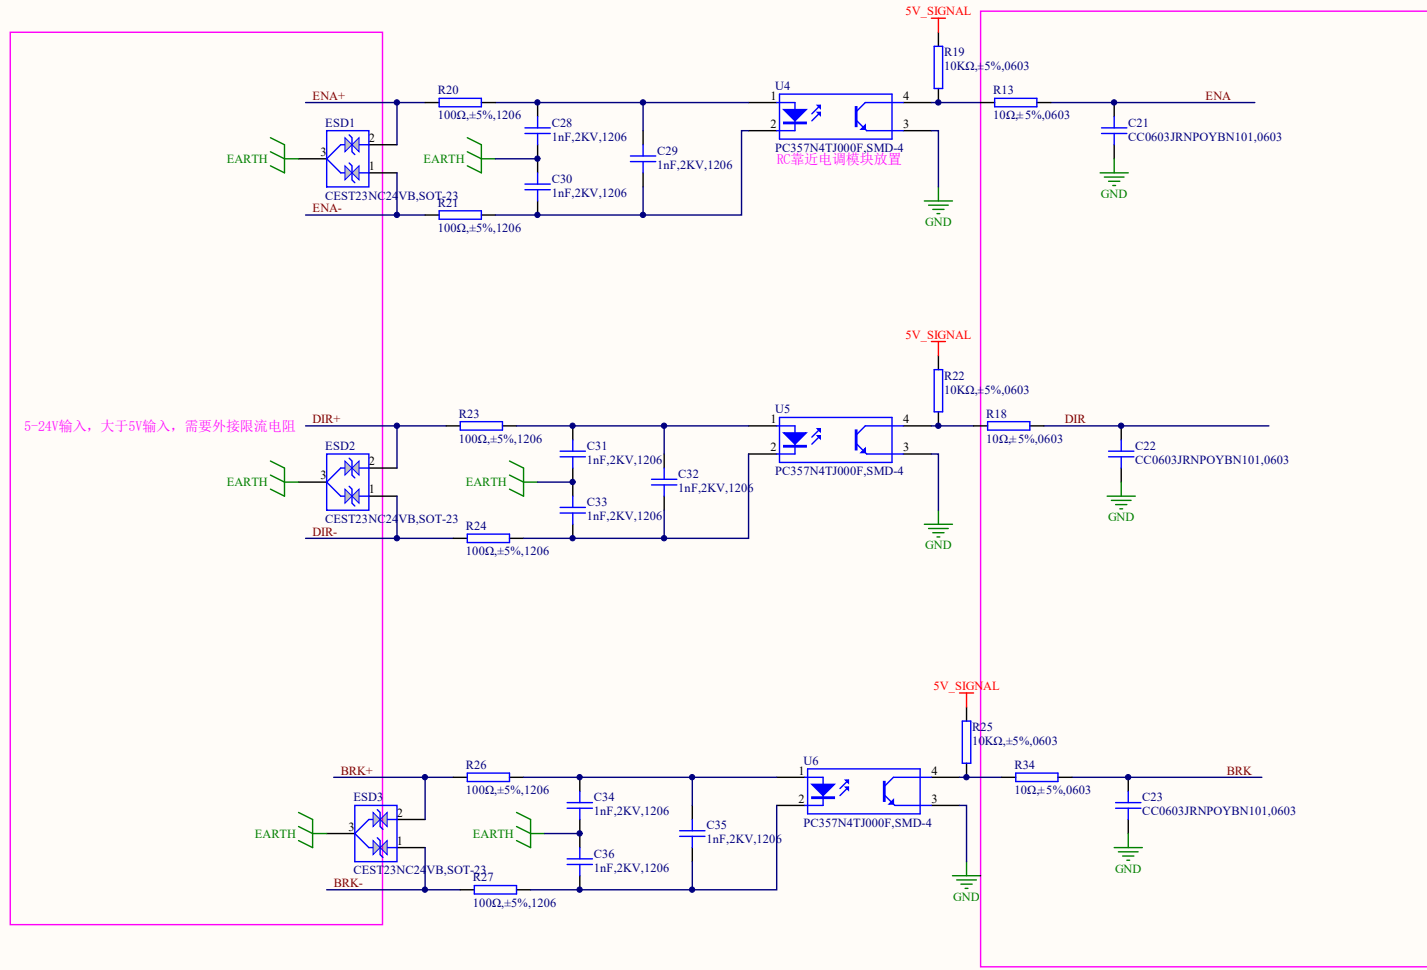 5V_SIGNAL
R19
10KΩ,±5%,0603
ENA+
R20
100Ω,±5%,1206
U4
1
2
4
3
PC357N4TJ000F,SMD-4
RC靠近电调模块放置
R13
10Ω,±5%,0603
ENA
ESD1
2
3
1
EARTH
CEST23NC24VB,SOT-23
EARTH
C28
1nF,2KV,1206
C29
1nF,2KV,1206
C30
1nF,2KV,1206
C21
CC0603JRNPOYBN101,0603
GND
GND
ENA-
R21
100Ω,±5%,1206
5V_SIGNAL
R22
10KΩ,±5%,0603
5-24V输入，大于5V输入，需要外接限流电阻
DIR+
R23
100Ω,±5%,1206
U5
1
2
4
3
PC357N4TJ000F,SMD-4
R18
10Ω,±5%,0603
DIR
ESD2
2
3
1
EARTH
CEST23NC24VB,SOT-23
EARTH
C31
1nF,2KV,1206
C32
1nF,2KV,1206
C33
1nF,2KV,1206
C22
CC0603JRNPOYBN101,0603
GND
GND
DIR-
R24
100Ω,±5%,1206
5V_SIGNAL
R25
10KΩ,±5%,0603
BRK+
R26
100Ω,±5%,1206
U6
1
2
4
3
PC357N4TJ000F,SMD-4
R34
10Ω,±5%,0603
BRK
ESD3
2
3
1
EARTH
CEST23NC24VB,SOT-23
EARTH
C34
1nF,2KV,1206
C35
1nF,2KV,1206
C36
1nF,2KV,1206
C23
CC0603JRNPOYBN101,0603
GND
GND
BRK-
R27
100Ω,±5%,1206